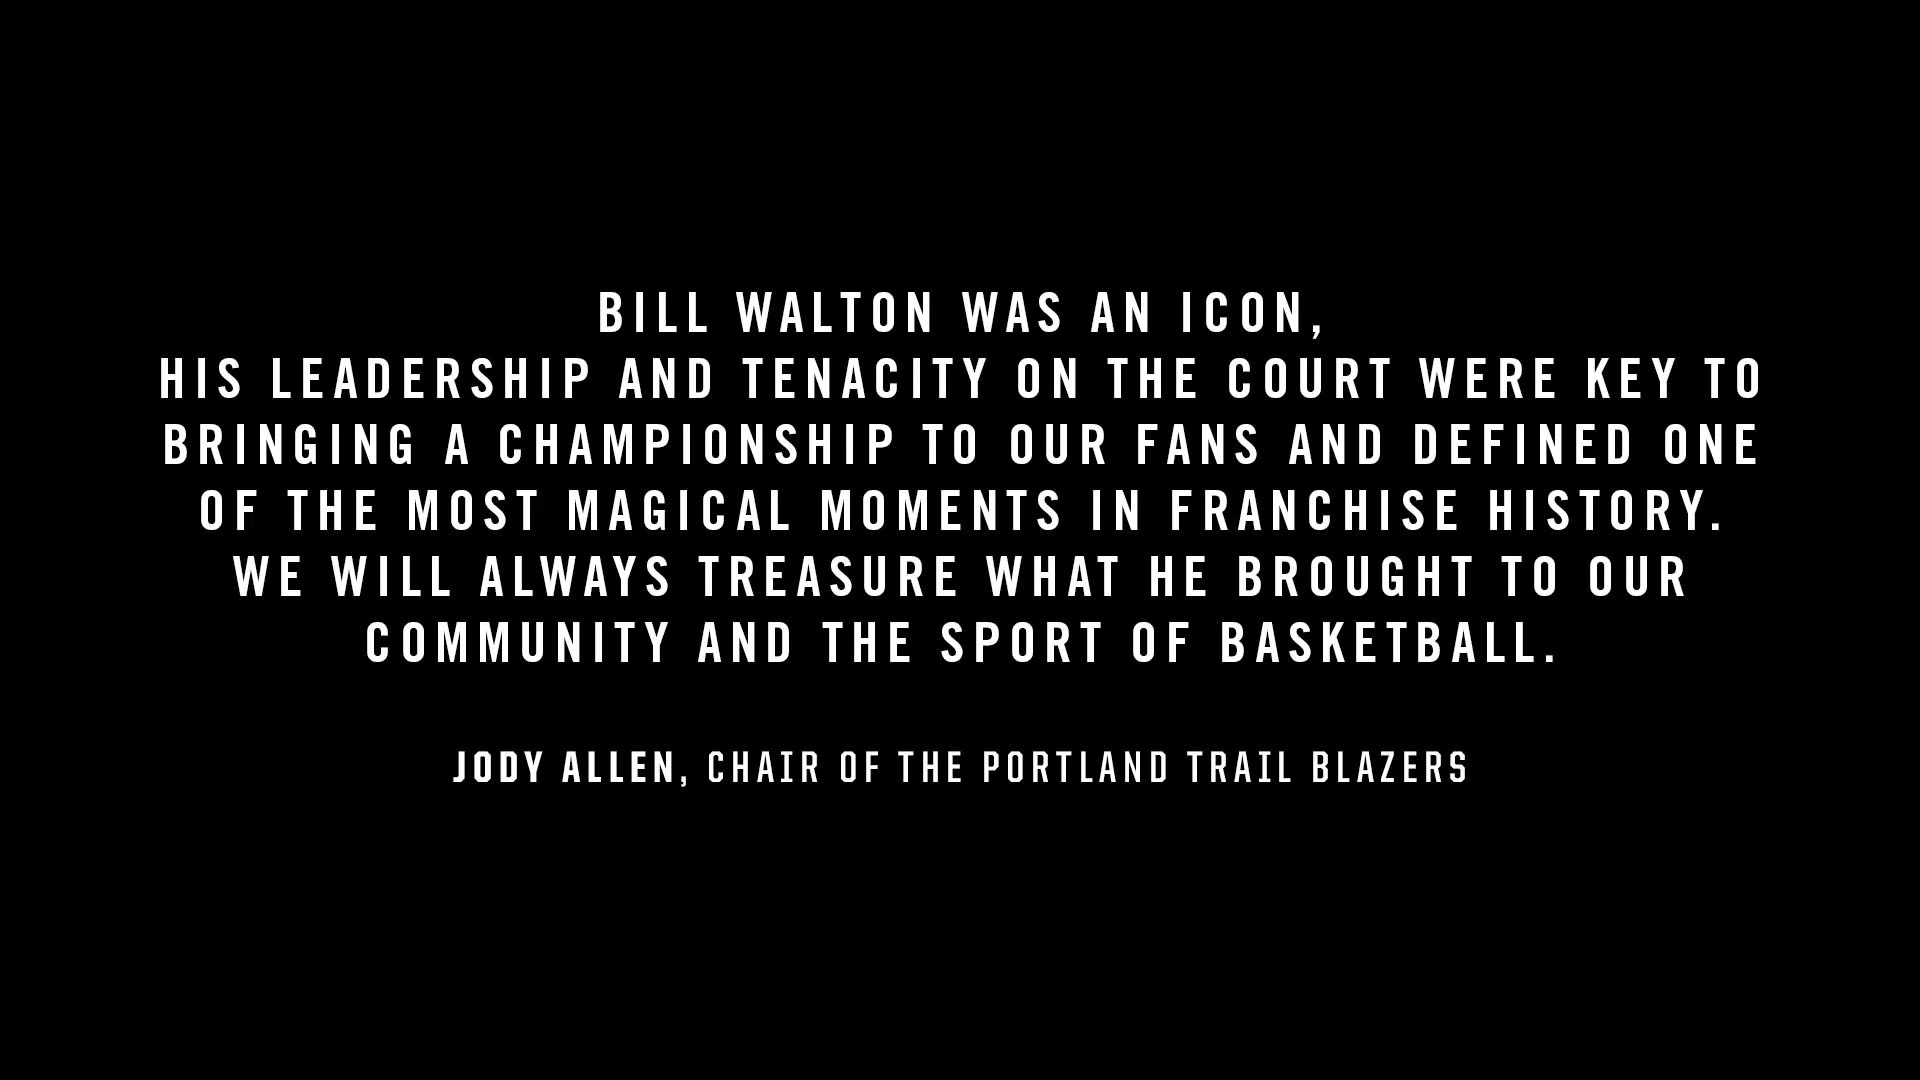 BILL WALTON WAS AN ICON,
HIS LEADERSHIP AND TENACITY ON THE COURT WERE KEY TO
BRINGING A CHAMPIONSHIP TO OUR FANS AND DEFINED ONE
OF THE MOST MAGICAL MOMENTS IN FRANCHISE HISTORY.
WE WILL ALWAYS TREASURE WHAT HE BROUGHT TO OUR
COMMUNITY AND THE SPORT OF BASKETBALL.
JODY ALLEN, CHAIR OF THE PORTLAND TRAIL BLAZERS